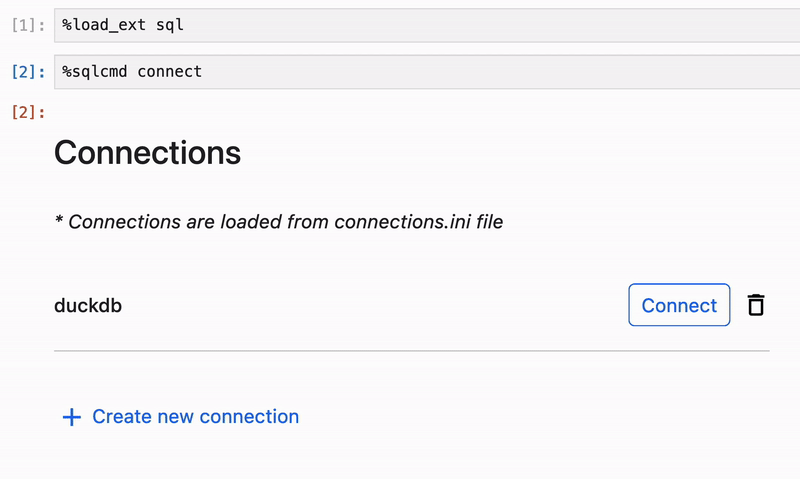 [1]: %load_ext sql
[2]: %sqlcmd connect
[2]:
Connections
* Connections are loaded from connections.ini file
duckdb Connect
+ Create new connection